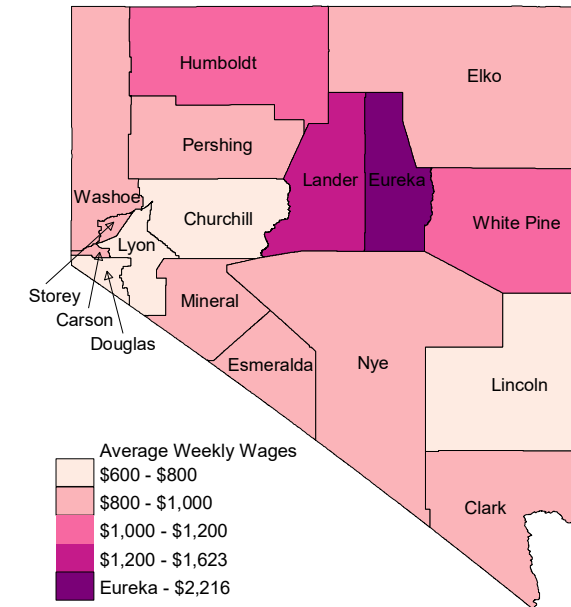 Humboldt
Elko
Pershing
Lander
Eureka
Washoe
Churchill
White Pine
Lyon
Storey
Carson
Douglas
Mineral
Esmeralda
Nye
Lincoln
Clark
Average Weekly Wages
$600 - $800
$800 - $1,000
$1,000 - $1,200
$1,200 - $1,623
Eureka - $2,216